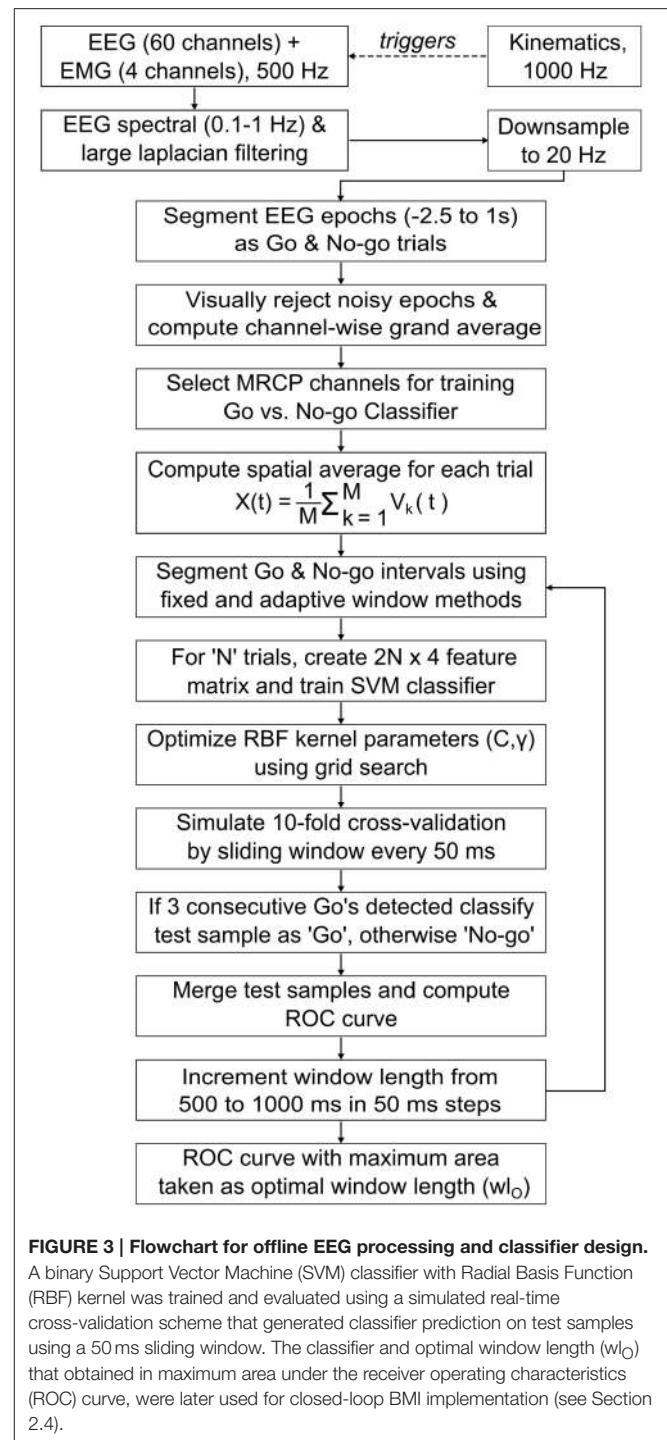 EEG (60 channels) +
EMG (4 channels), 500 Hz
triggers
Kinematics,
1000 Hz
EEG spectral (0.1-1 Hz) &
large laplacian filtering
Downsample
to 20 Hz
Segment EEG epochs (-2.5 to 1s)
as Go & No-go trials
Visually reject noisy epochs &
compute channel-wise grand average
Select MRCP channels for training
Go vs. No-go Classifier
Compute spatial average for each trial
X(t) = 1/M Σ M k = 1 Vk( t )
Segment Go & No-go intervals using
fixed and adaptive window methods
For 'N' trials, create 2N x 4 feature
matrix and train SVM classifier
Optimize RBF kernel parameters (C,γ)
using grid search
Simulate 10-fold cross-validation
by sliding window every 50 ms
If 3 consecutive Go's detected classify
test sample as 'Go', otherwise 'No-go'
Merge test samples and compute
ROC curve
Increment window length from
500 to 1000 ms in 50 ms steps
ROC curve with maximum area
taken as optimal window length (wlO)
FIGURE 3 | Flowchart for offline EEG processing and classifier design.
A binary Support Vector Machine (SVM) classifier with Radial Basis Function
(RBF) kernel was trained and evaluated using a simulated real-time
cross-validation scheme that generated classifier prediction on test samples
using a 50 ms sliding window. The classifier and optimal window length (wlO)
that obtained in maximum area under the receiver operating characteristics
(ROC) curve, were later used for closed-loop BMI implementation (see Section
2.4).